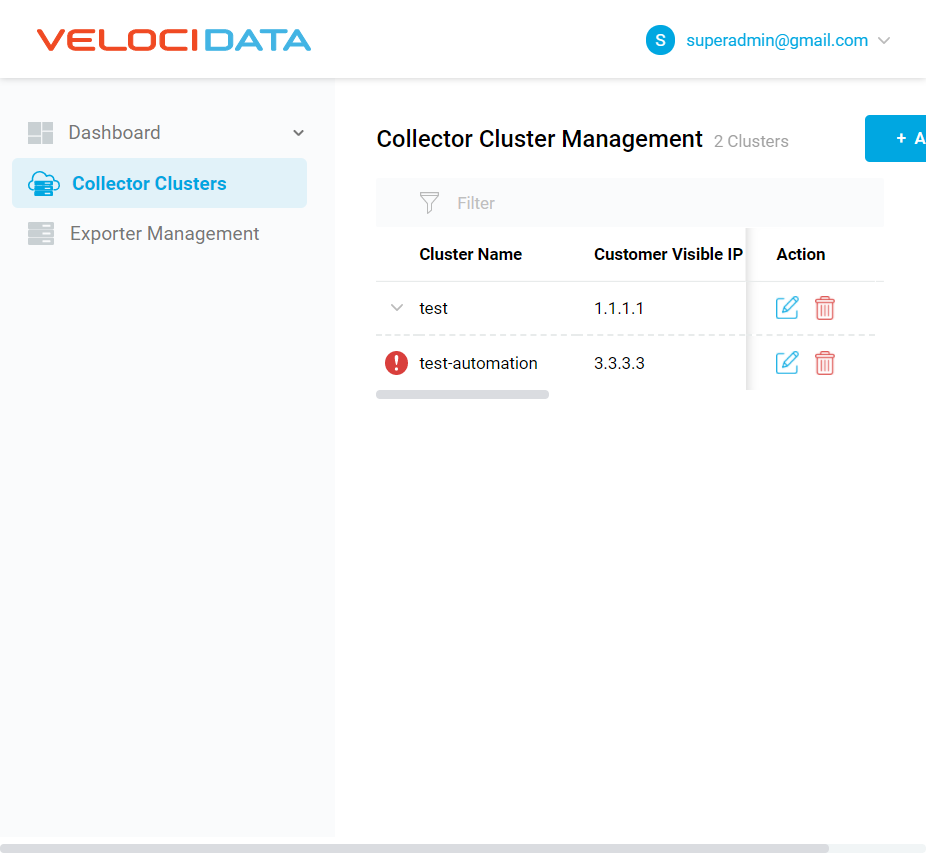 VELOCIDATA
S superadmin@gmail.com
Dashboard
Collector Clusters
Exporter Management
Collector Cluster Management 2 Clusters
+ A
Filter
Cluster Name Customer Visible IP Action
test 1.1.1.1
! test-automation 3.3.3.3